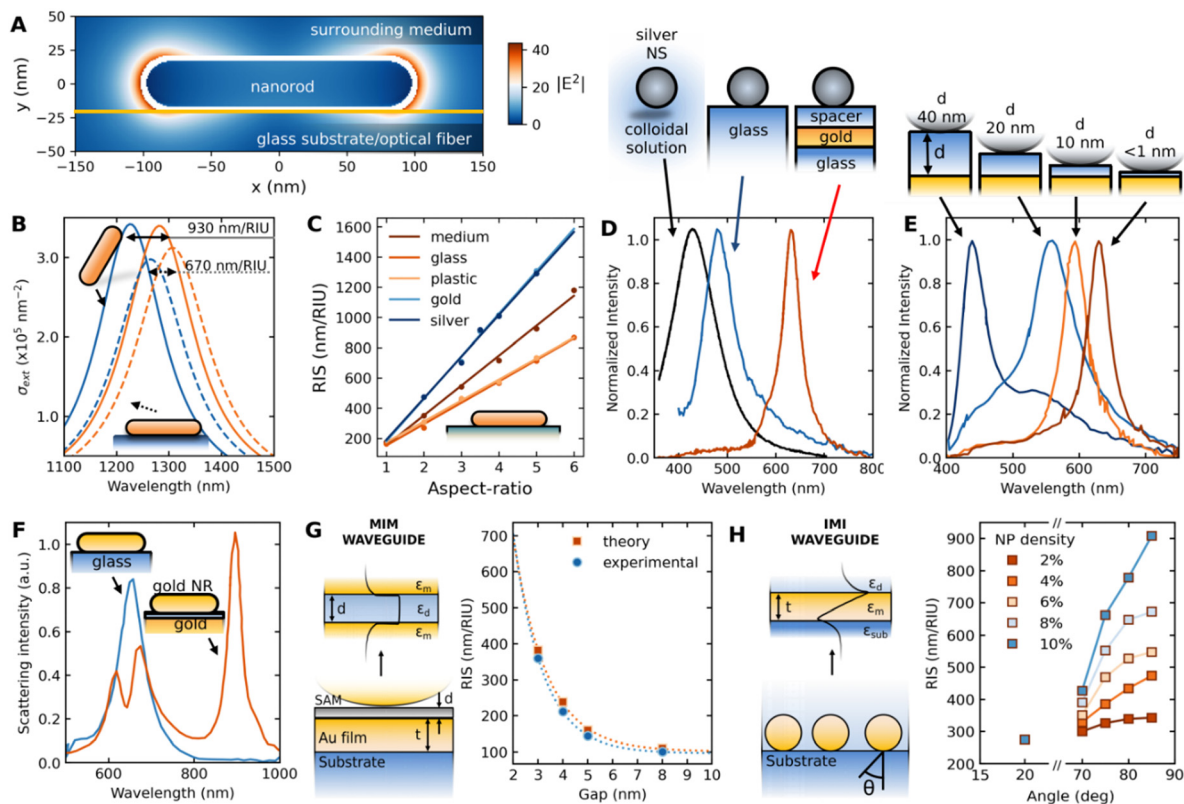 A
50
25
0
−25
−50
y (nm)
surrounding medium
nanorod
glass substrate/optical fiber
−150
−100
−50
0
50
100
150
x (nm)
40
20
0
|E²|
silver
NS
colloidal
solution
glass
spacer
gold
glass
d
40 nm
d
20 nm
d
10 nm
d
<1 nm
d
B
930 nm/RIU
670 nm/RIU
3.0
2.0
1.0
σext (x10⁵ nm⁻²)
1100
1200
1300
1400
1500
Wavelength (nm)
C
1600
1400
1200
1000
800
600
400
200
RIS (nm/RIU)
medium
glass
plastic
gold
silver
1
2
3
4
5
6
Aspect-ratio
D
1.0
0.8
0.6
0.4
0.2
0.0
Normalized Intensity
400
500
600
700
800
Wavelength (nm)
E
1.0
0.8
0.6
0.4
0.2
0.0
Normalized Intensity
400
500
600
700
Wavelength (nm)
F
1.0
0.8
0.6
0.4
0.2
0.0
Scattering intensity (a.u.)
glass
gold NR
gold
600
800
1000
Wavelength (nm)
G
MIM
WAVEGUIDE
εm
d
εd
εm
SAM
d
Au film
t
Substrate
700
600
500
400
300
200
100
RIS (nm/RIU)
theory
experimental
2
3
4
5
6
7
8
9
10
Gap (nm)
H
IMI
WAVEGUIDE
εd
t
εm
εsub
Substrate
θ
900
800
700
600
500
400
300
200
RIS (nm/RIU)
//
NP density
2%
4%
6%
8%
10%
15
20
//
70
80
90
Angle (deg)